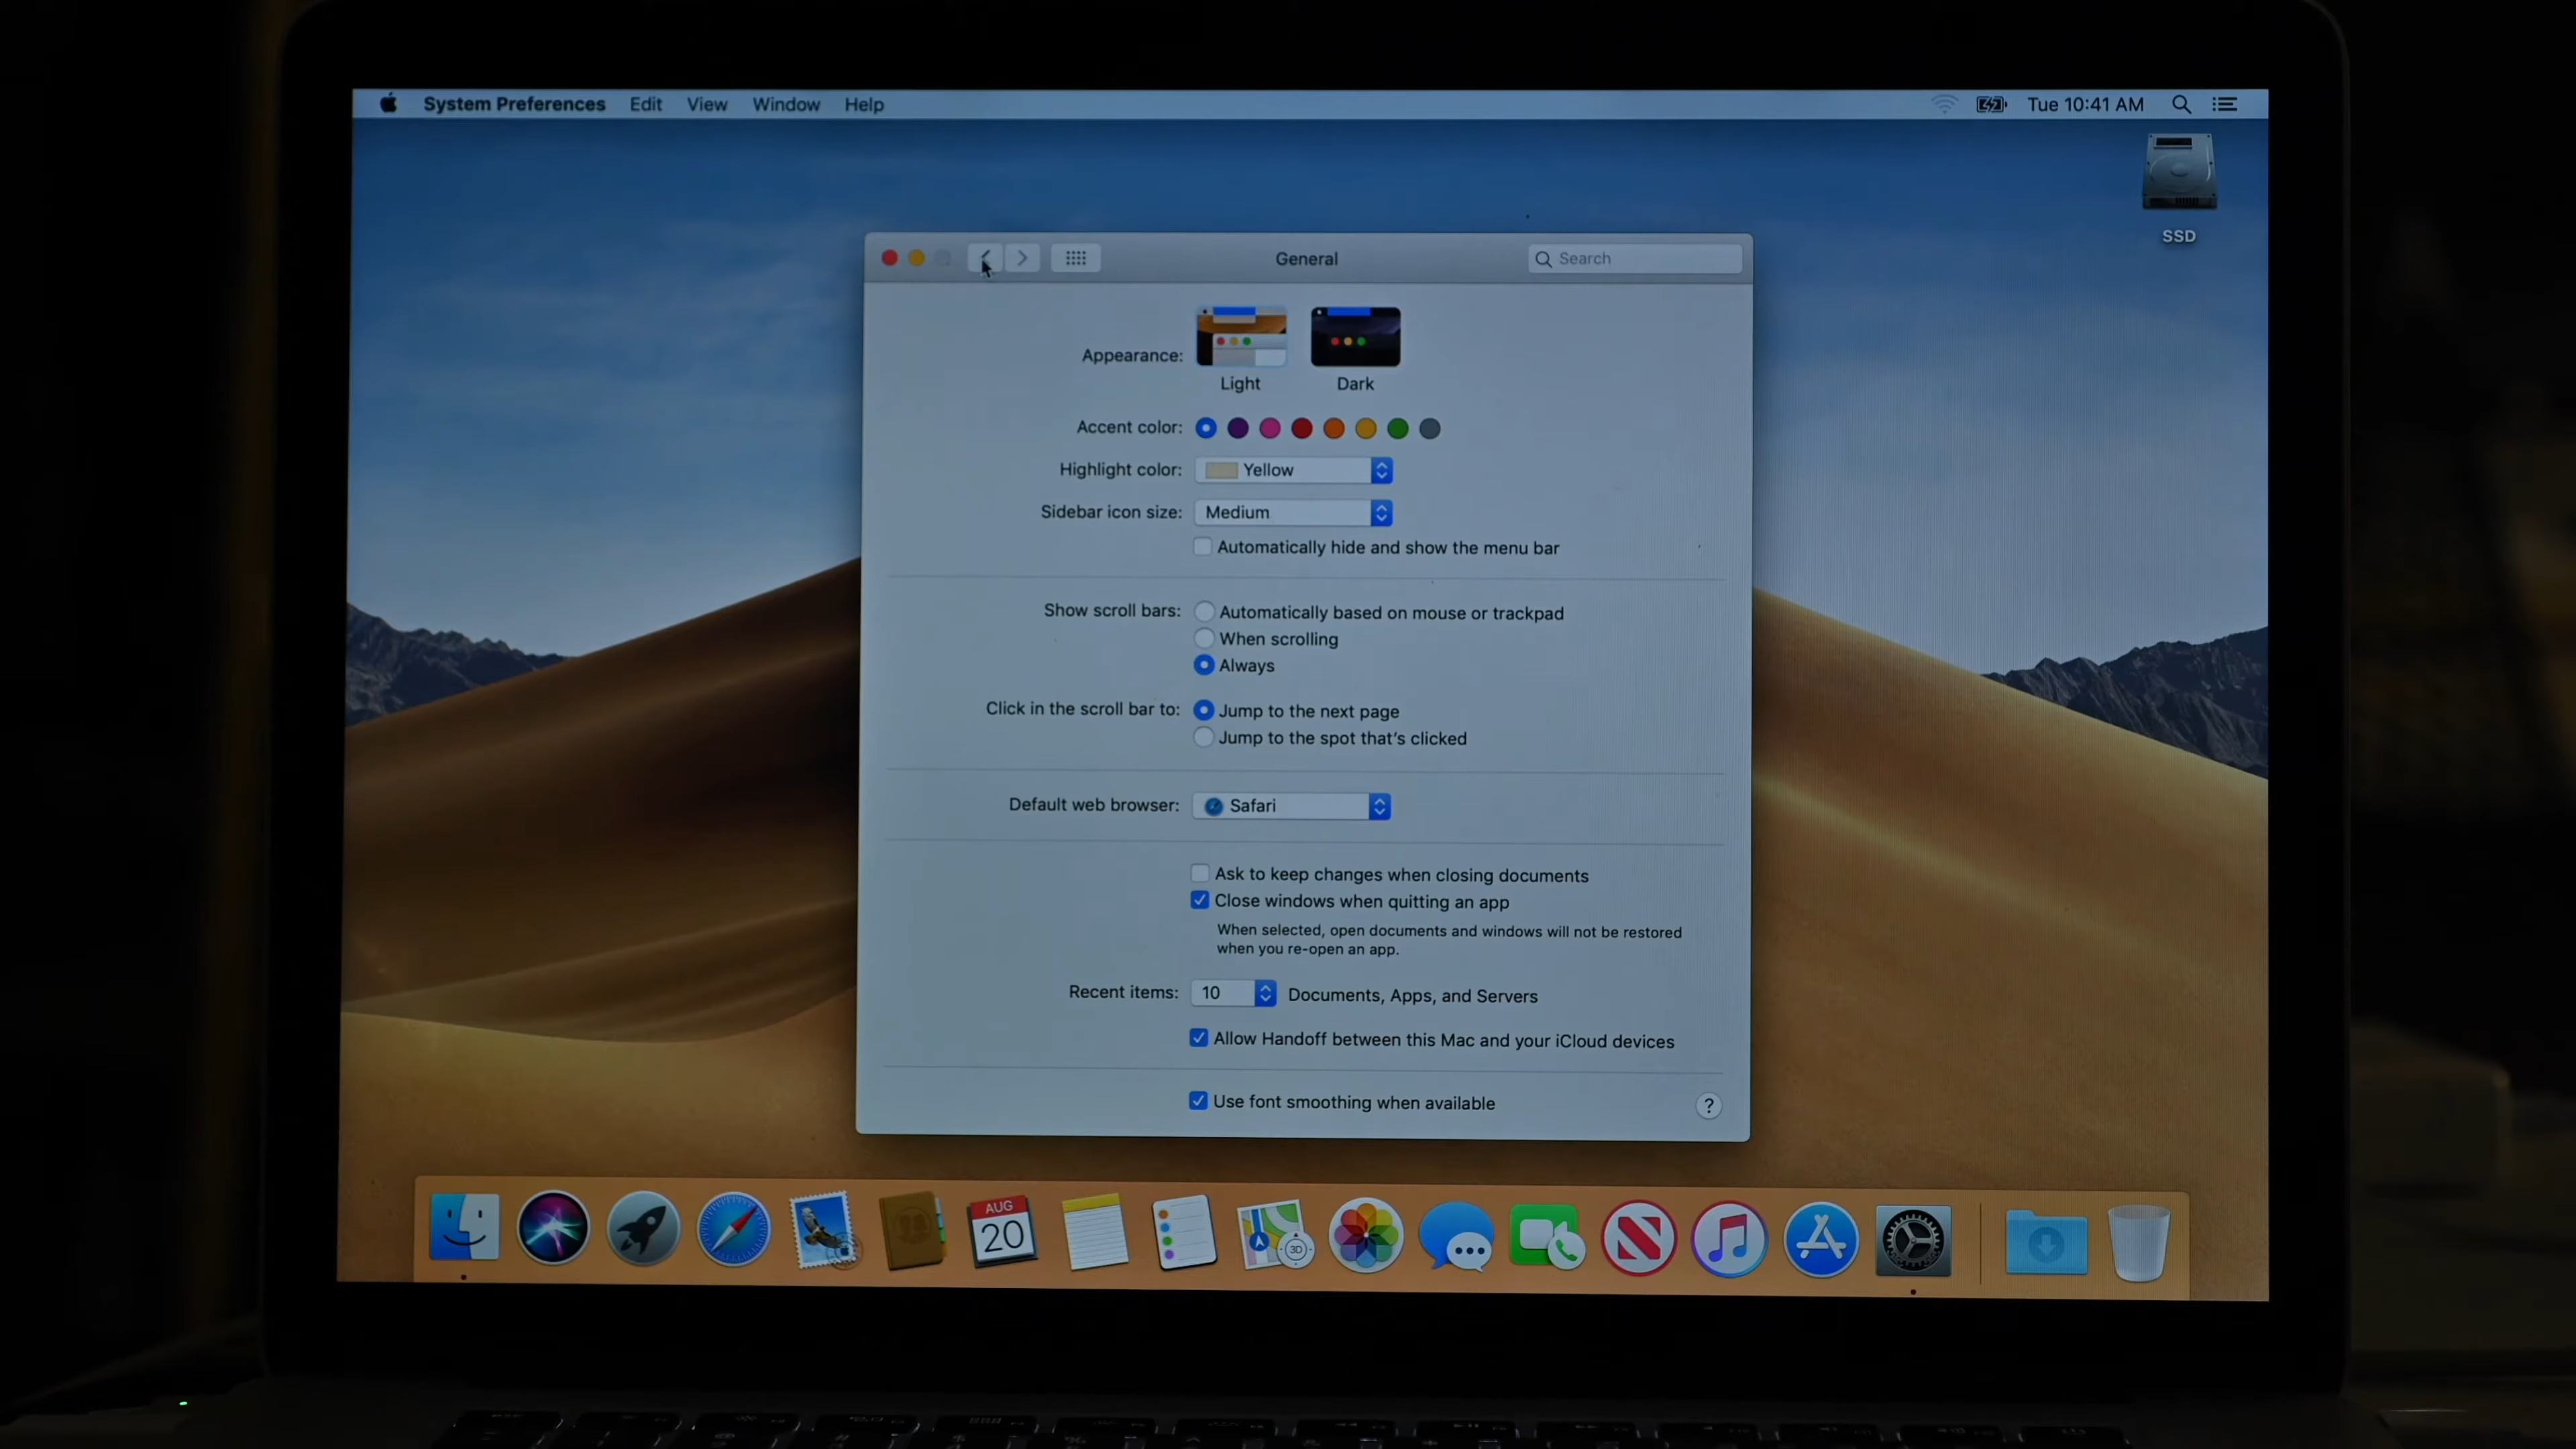 System Preferences Edit View Window Help Tue 10:41 AM
SSD
General Search
Appearance:
Light Dark
Accent color:
Highlight color: Yellow
Sidebar icon size: Medium
Automatically hide and show the menu bar
Show scroll bars: Automatically based on mouse or trackpad
When scrolling
Always
Click in the scroll bar to: Jump to the next page
Jump to the spot that's clicked
Default web browser: Safari
Ask to keep changes when closing documents
Close windows when quitting an app
When selected, open documents and windows will not be restored
when you re-open an app.
Recent items: 10 Documents, Apps, and Servers
Allow Handoff between this Mac and your iCloud devices
Use font smoothing when available ?
AUG
20
3D